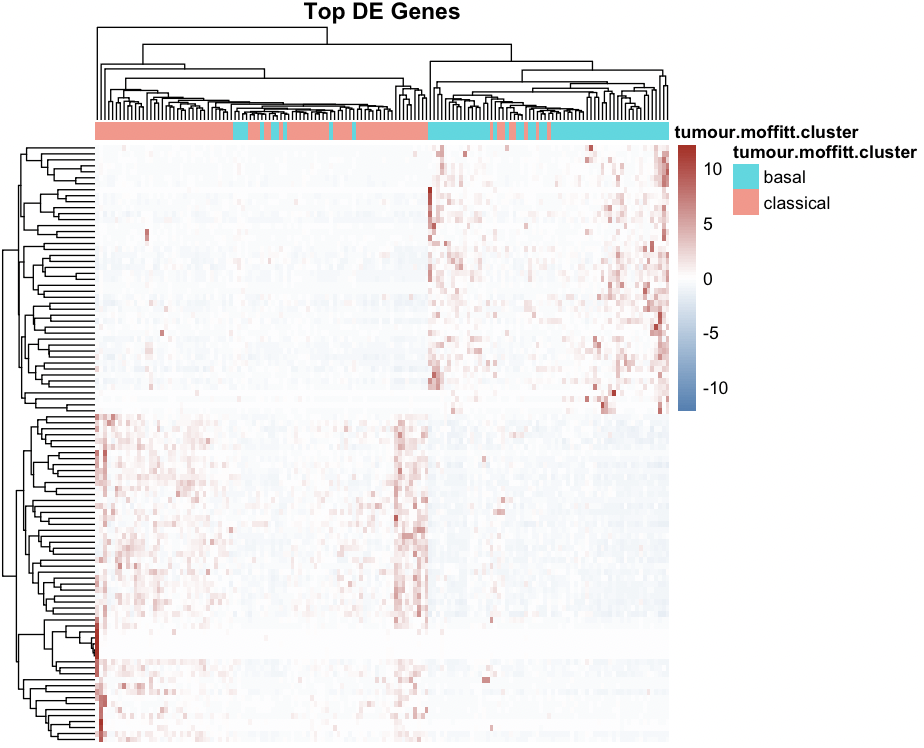 Top DE Genes
tumour.moffitt.cluster
tumour.moffitt.cluster
basal
classical
10
5
0
-5
-10